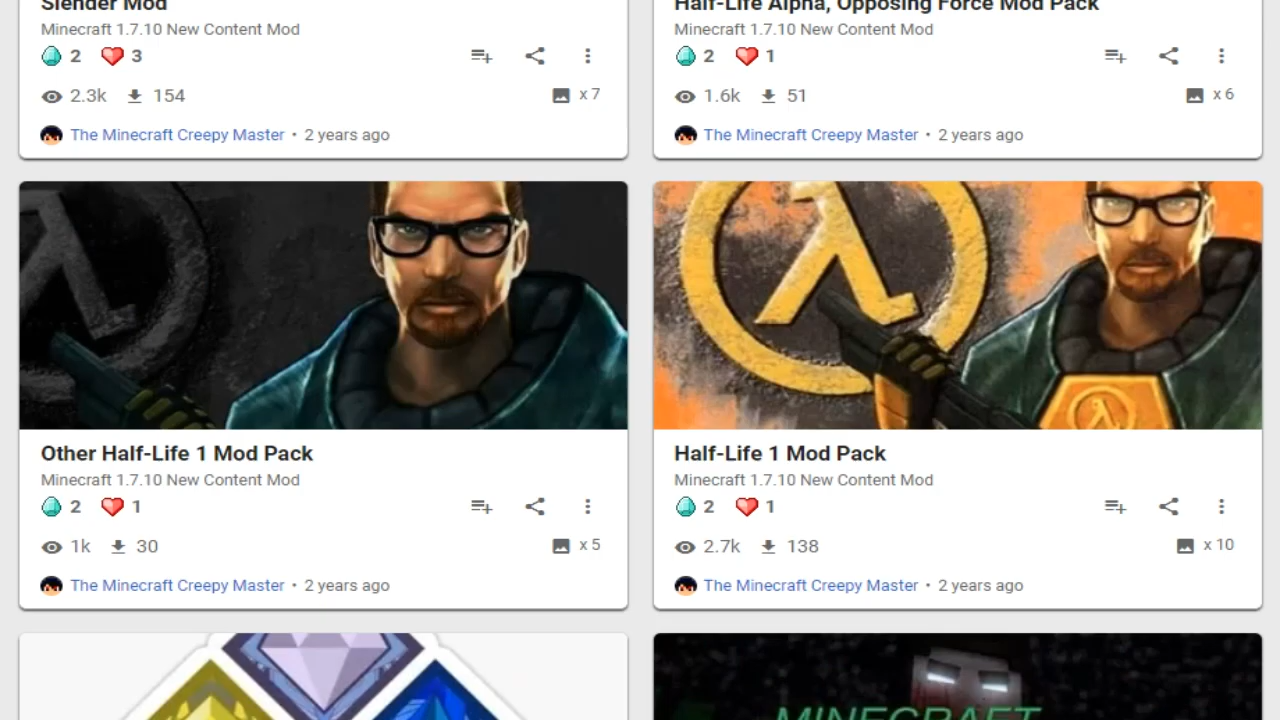 Slender Mod
Minecraft 1.7.10 New Content Mod
2 3
2.3k 154 x 7
The Minecraft Creepy Master • 2 years ago
Half-Life Alpha, Opposing Force Mod Pack
Minecraft 1.7.10 New Content Mod
2 1
1.6k 51 x 6
The Minecraft Creepy Master • 2 years ago
Other Half-Life 1 Mod Pack
Minecraft 1.7.10 New Content Mod
2 1
1k 30 x 5
The Minecraft Creepy Master • 2 years ago
Half-Life 1 Mod Pack
Minecraft 1.7.10 New Content Mod
2 1
2.7k 138 x 10
The Minecraft Creepy Master • 2 years ago
MINECRAFT